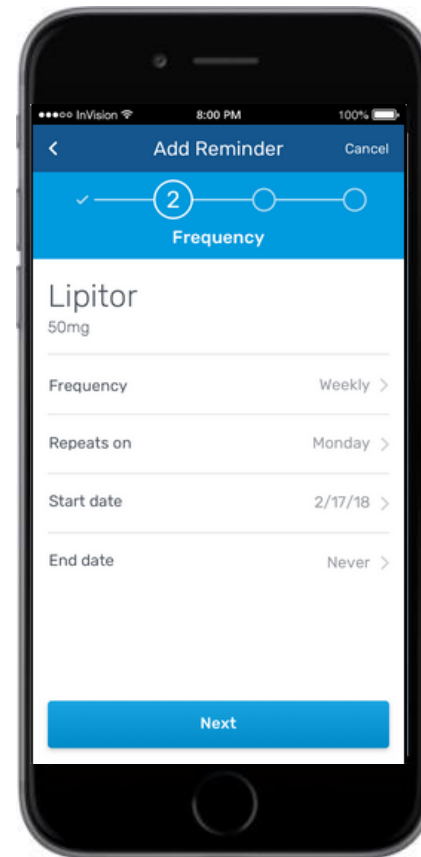 InVision 8:00 PM 100%
Add Reminder Cancel
2
Frequency
Lipitor
50mg
Frequency Weekly
Repeats on Monday
Start date 2/17/18
End date Never
Next